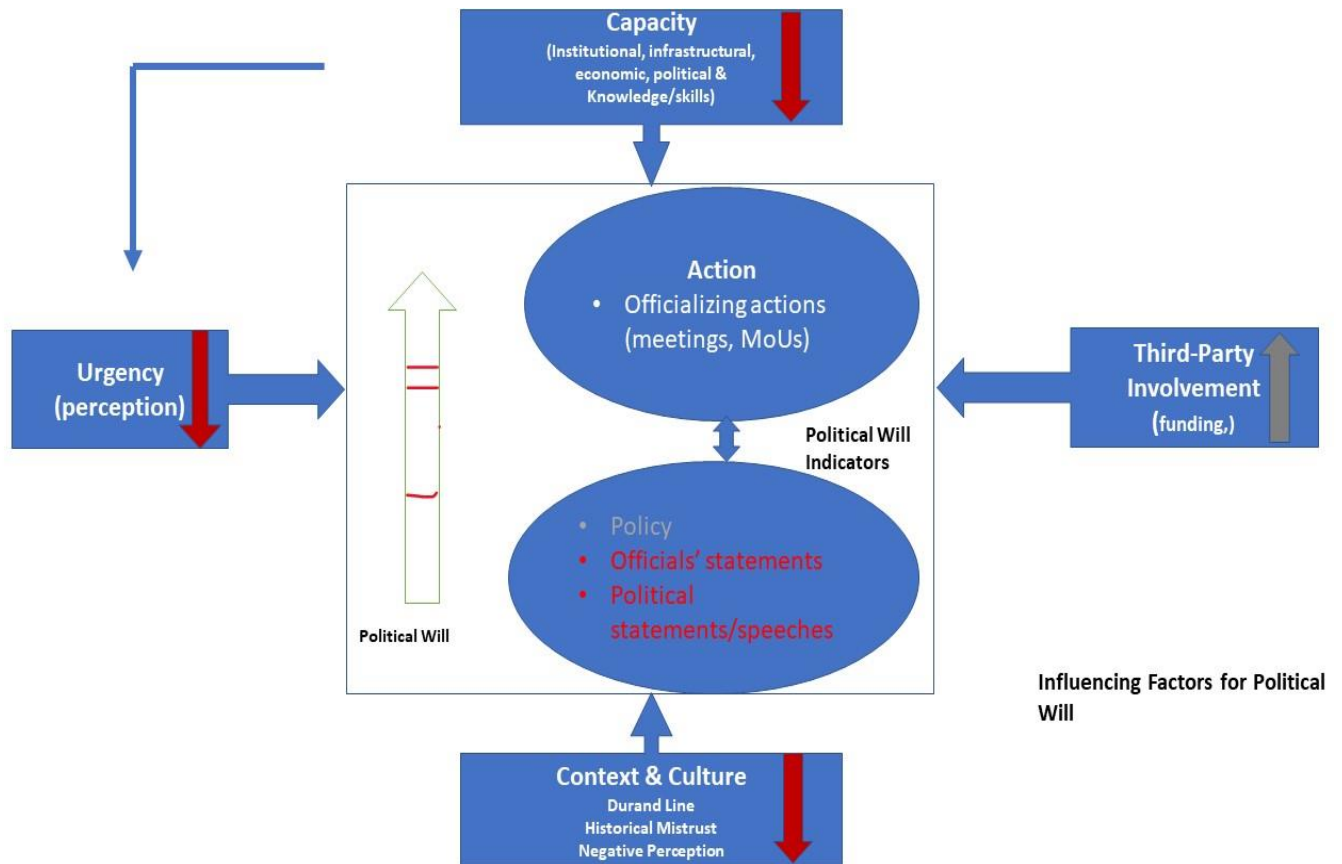 Capacity
(Institutional, infrastructural,
economic, political &
Knowledge/skills)
Action
• Officializing actions
(meetings, MoUs)
Urgency
(perception)
Third-Party
Involvement
(funding,)
Political Will
Indicators
• Policy
• Officials' statements
• Political
statements/speeches
Political Will
Influencing Factors for Political
Will
Context & Culture
Durand Line
Historical Mistrust
Negative Perception